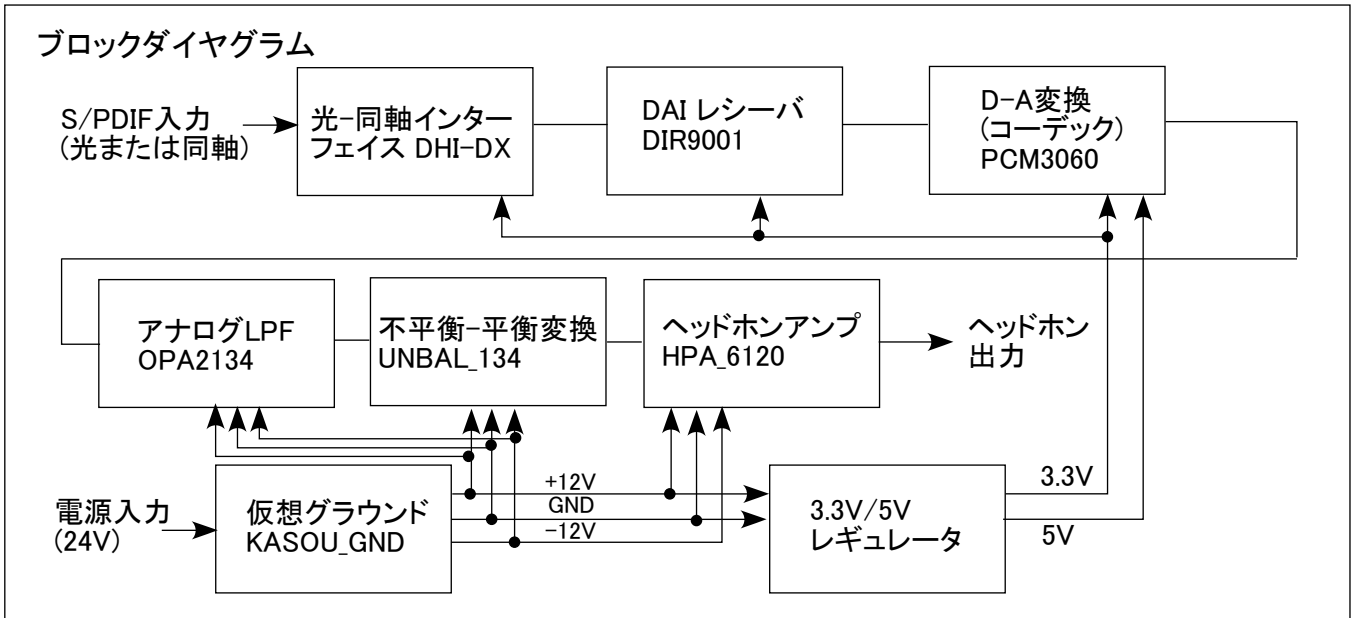 ブロックダイヤグラム
S/PDIF入力
(光または同軸)
光-同軸インター
フェイス DHI-DX
DAI レシーバ
DIR9001
D-A変換
(コーデック)
PCM3060
アナログLPF
OPA2134
不平衡-平衡変換
UNBAL_134
ヘッドホンアンプ
HPA_6120
ヘッドホン
出力
電源入力
(24V)
仮想グラウンド
KASOU_GND
+12V
GND
-12V
3.3V/5V
レギュレータ
3.3V
5V